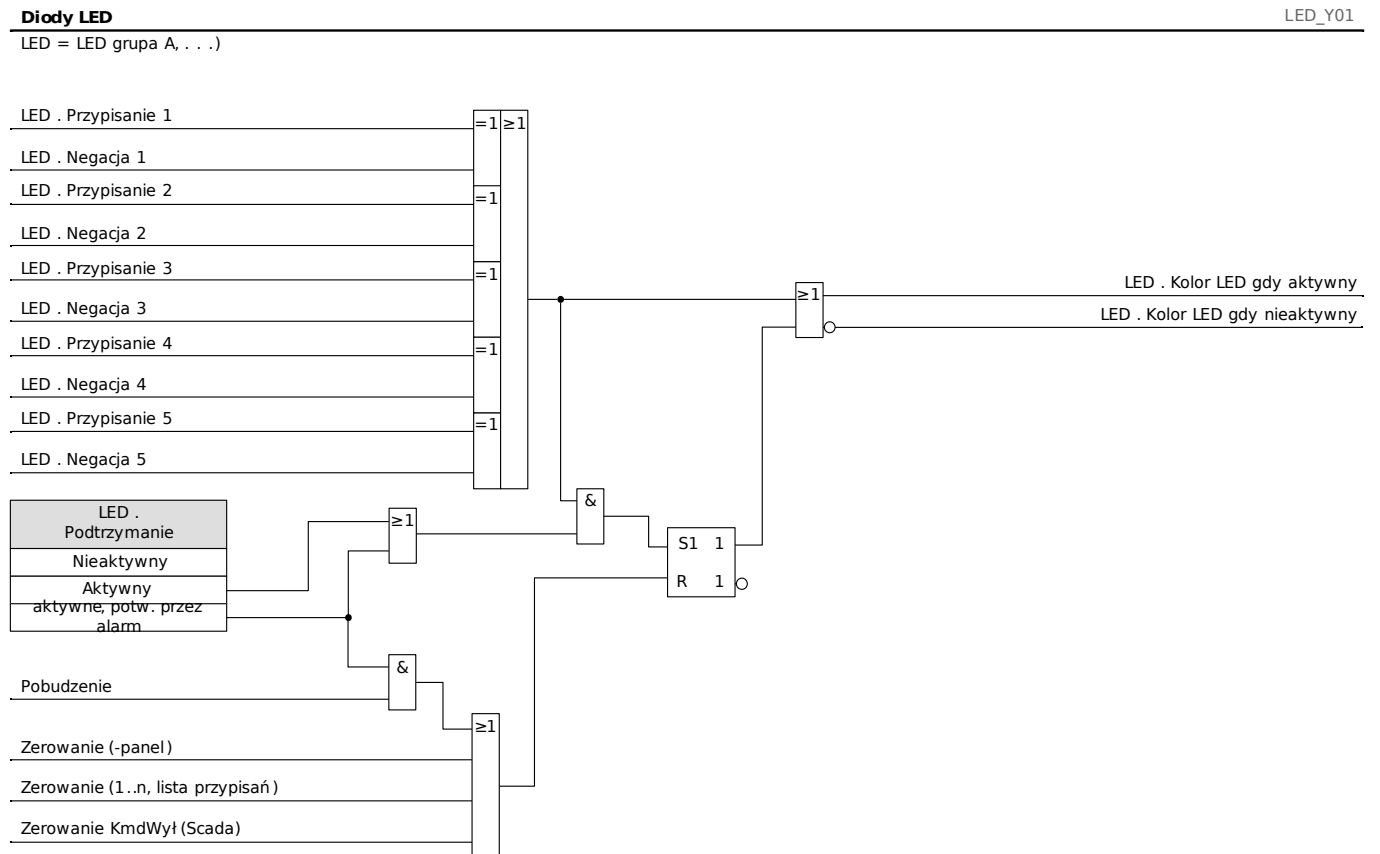 Diody LED
LED_Y01
LED = LED grupa A, . . .)
LED . Przypisanie 1
=1 ≥1
LED . Negacja 1
LED . Przypisanie 2
=1
LED . Negacja 2
LED . Przypisanie 3
=1
LED . Negacja 3
LED . Przypisanie 4
=1
LED . Negacja 4
LED . Przypisanie 5
=1
LED . Negacja 5
≥1
LED . Kolor LED gdy aktywny
LED . Kolor LED gdy nieaktywny
LED .
Podtrzymanie
Nieaktywny
Aktywny
aktywne, potw. przez
alarm
≥1
&
S1 1
R 1
&
Pobudzenie
≥1
Zerowanie (-panel)
Zerowanie (1..n, lista przypisań)
Zerowanie KmdWył (Scada)